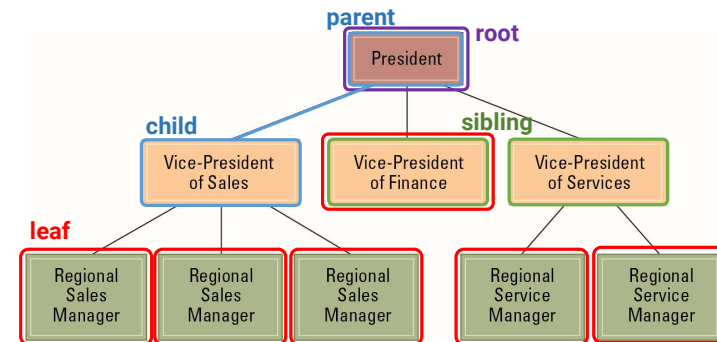 parent
root
President
child
sibling
Vice-President
of Sales
Vice-President
of Finance
Vice-President
of Services
leaf
Regional
Sales
Manager
Regional
Sales
Manager
Regional
Sales
Manager
Regional
Service
Manager
Regional
Service
Manager